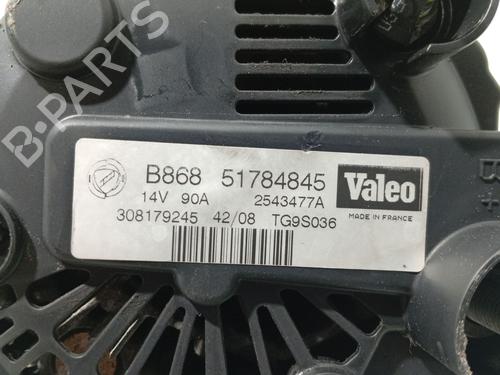 B-PARTS
B868 51784845
14V 90A 2543477A
308179245 42/08 TG9S036
Valeo
MADE IN FRANCE
B+